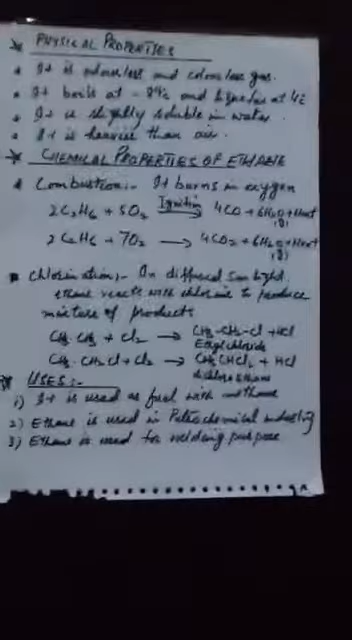 * PHYSICAL PROPERTIES
• It is odourless and colourless gas.
• It boils at - and at
• It is slightly soluble in water.
• It is heavier than air.
* CHEMICAL PROPERTIES OF ETHANE
• Combustion:- It burns in oxygen
2C₂H₆ + 5O₂ Ignition → 4CO + 6H₂O + Heat
(g)
2C₂H₆ + 7O₂ → 4CO₂ + 6H₂O + Heat
(g)
• Chlorination:- In diffused Sun light
ethane reacts with chlorine to produce
mixture of products
CH₃-CH₃ + Cl₂ → CH₃-CH₂-Cl + HCl
Ethyl chloride
CH₃-CH₂Cl + Cl₂ → CH₃CHCl₂ + HCl
dichloro Ethane
USES:-
1) It is used as fuel with methane
2) Ethane is used in Petrochemical industry
3) Ethane is used for welding purpose